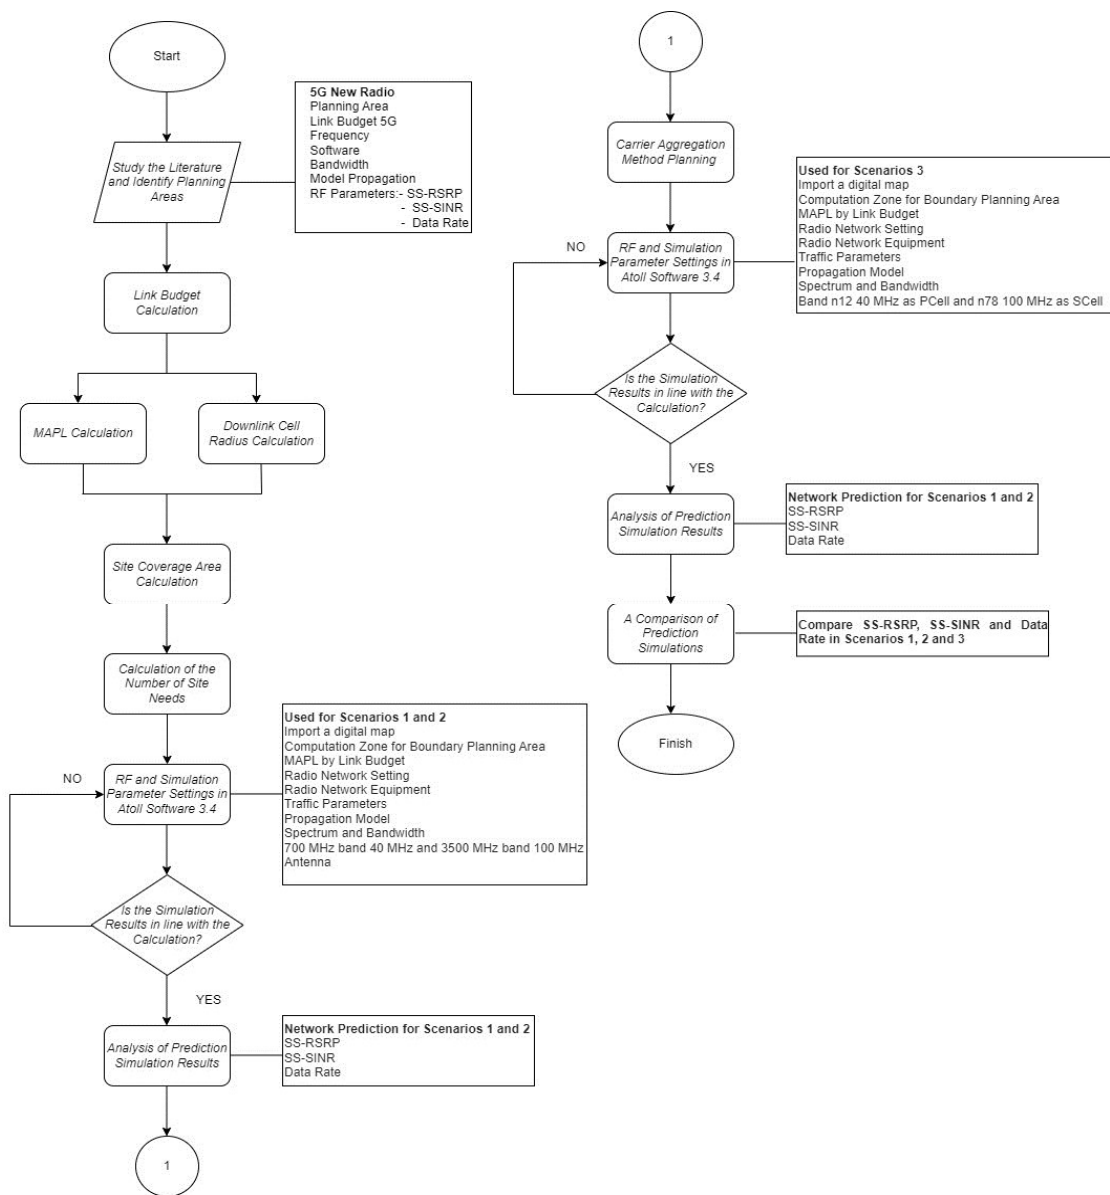 Start
5G New Radio
Planning Area
Link Budget 5G
Frequency
Software
Bandwidth
Model Propagation
RF Parameters:- SS-RSRP
- SS-SINR
- Data Rate
Study the Literature
and Identify Planning
Areas
Link Budget
Calculation
MAPL Calculation
Downlink Cell
Radius Calculation
Site Coverage Area
Calculation
Calculation of the
Number of Site
Needs
Used for Scenarios 1 and 2
Import a digital map
Computation Zone for Boundary Planning Area
MAPL by Link Budget
Radio Network Setting
Radio Network Equipment
Traffic Parameters
Propagation Model
Spectrum and Bandwidth
700 MHz band 40 MHz and 3500 MHz band 100 MHz
Antenna
NO
RF and Simulation
Parameter Settings in
Atoll Software 3.4
Is the Simulation
Results in line with the
Calculation?
YES
Analysis of Prediction
Simulation Results
Network Prediction for Scenarios 1 and 2
SS-RSRP
SS-SINR
Data Rate
1
1
Carrier Aggregation
Method Planning
Used for Scenarios 3
Import a digital map
Computation Zone for Boundary Planning Area
MAPL by Link Budget
Radio Network Setting
Radio Network Equipment
Traffic Parameters
Propagation Model
Spectrum and Bandwidth
Band n12 40 MHz as PCell and n78 100 MHz as SCell
NO
RF and Simulation
Parameter Settings in
Atoll Software 3.4
Is the Simulation
Results in line with the
Calculation?
YES
Analysis of Prediction
Simulation Results
Network Prediction for Scenarios 1 and 2
SS-RSRP
SS-SINR
Data Rate
A Comparison of
Prediction
Simulations
Compare SS-RSRP, SS-SINR and Data
Rate in Scenarios 1, 2 and 3
Finish